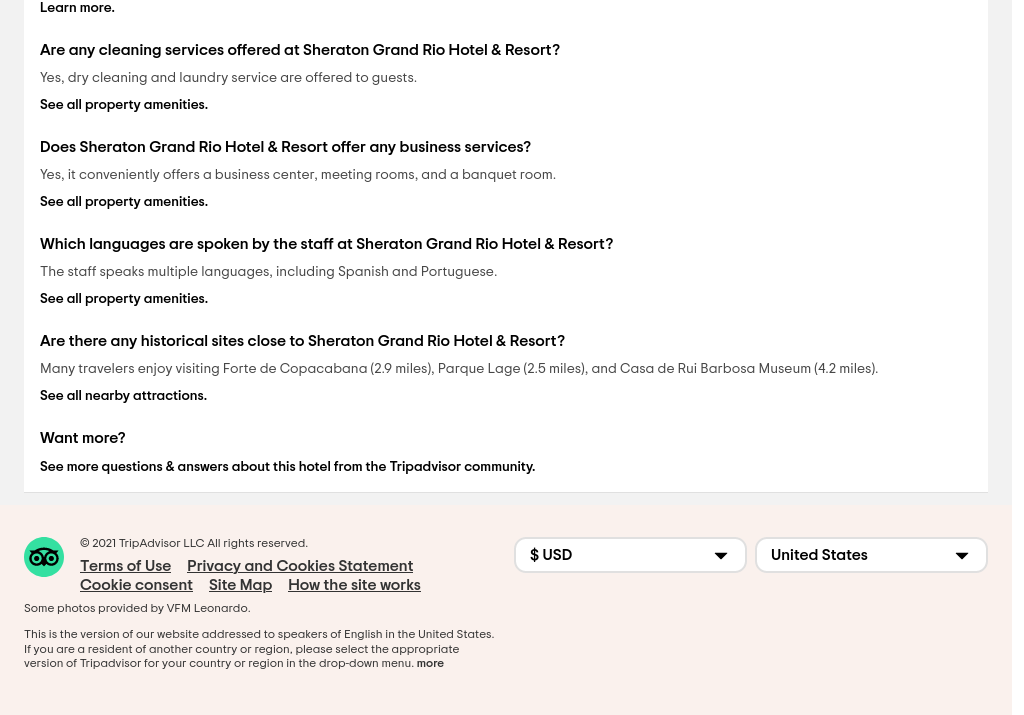 Learn more.
Are any cleaning services offered at Sheraton Grand Rio Hotel & Resort?
Yes, dry cleaning and laundry service are offered to guests.
See all property amenities.
Does Sheraton Grand Rio Hotel & Resort offer any business services?
Yes, it conveniently offers a business center, meeting rooms, and a banquet room.
See all property amenities.
Which languages are spoken by the staff at Sheraton Grand Rio Hotel & Resort?
The staff speaks multiple languages, including Spanish and Portuguese.
See all property amenities.
Are there any historical sites close to Sheraton Grand Rio Hotel & Resort?
Many travelers enjoy visiting Forte de Copacabana (2.9 miles), Parque Lage (2.5 miles), and Casa de Rui Barbosa Museum (4.2 miles).
See all nearby attractions.
Want more?
See more questions & answers about this hotel from the Tripadvisor community.
© 2021 TripAdvisor LLC All rights reserved.
Terms of Use Privacy and Cookies Statement
Cookie consent Site Map How the site works
$ USD
United States
Some photos provided by VFM Leonardo.
This is the version of our website addressed to speakers of English in the United States.
If you are a resident of another country or region, please select the appropriate
version of Tripadvisor for your country or region in the drop-down menu. more